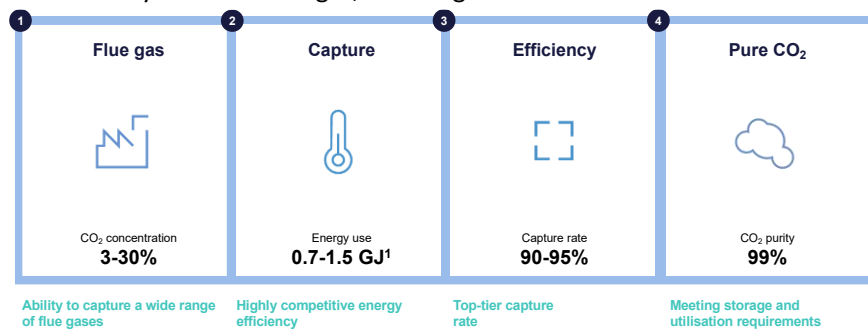 1
Flue gas
CO₂ concentration
3-30%
Ability to capture a wide range
of flue gases
2
Capture
Energy use
0.7-1.5 GJ¹
Highly competitive energy
efficiency
3
Efficiency
Capture rate
90-95%
Top-tier capture
rate
4
Pure CO₂
CO₂ purity
99%
Meeting storage and
utilisation requirements